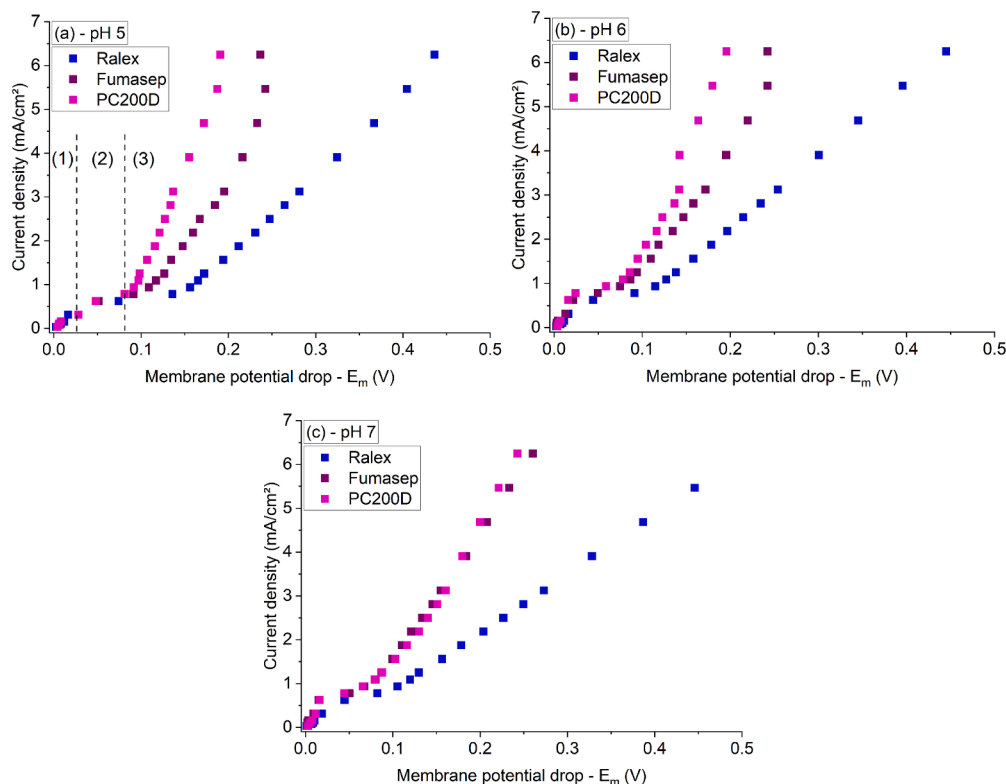 (a) - pH 5
Ralex
Fumasep
PC200D
(1) (2) (3)
Current density (mA/cm²)
7
6
5
4
3
2
1
0
0.0 0.1 0.2 0.3 0.4 0.5
Membrane potential drop - Eₘ (V)
(b) - pH 6
Ralex
Fumasep
PC200D
Current density (mA/cm²)
7
6
5
4
3
2
1
0
0.0 0.1 0.2 0.3 0.4 0.5
Membrane potential drop - Eₘ (V)
(c) - pH 7
Ralex
Fumasep
PC200D
Current density (mA/cm²)
7
6
5
4
3
2
1
0
0.0 0.1 0.2 0.3 0.4 0.5
Membrane potential drop - Eₘ (V)